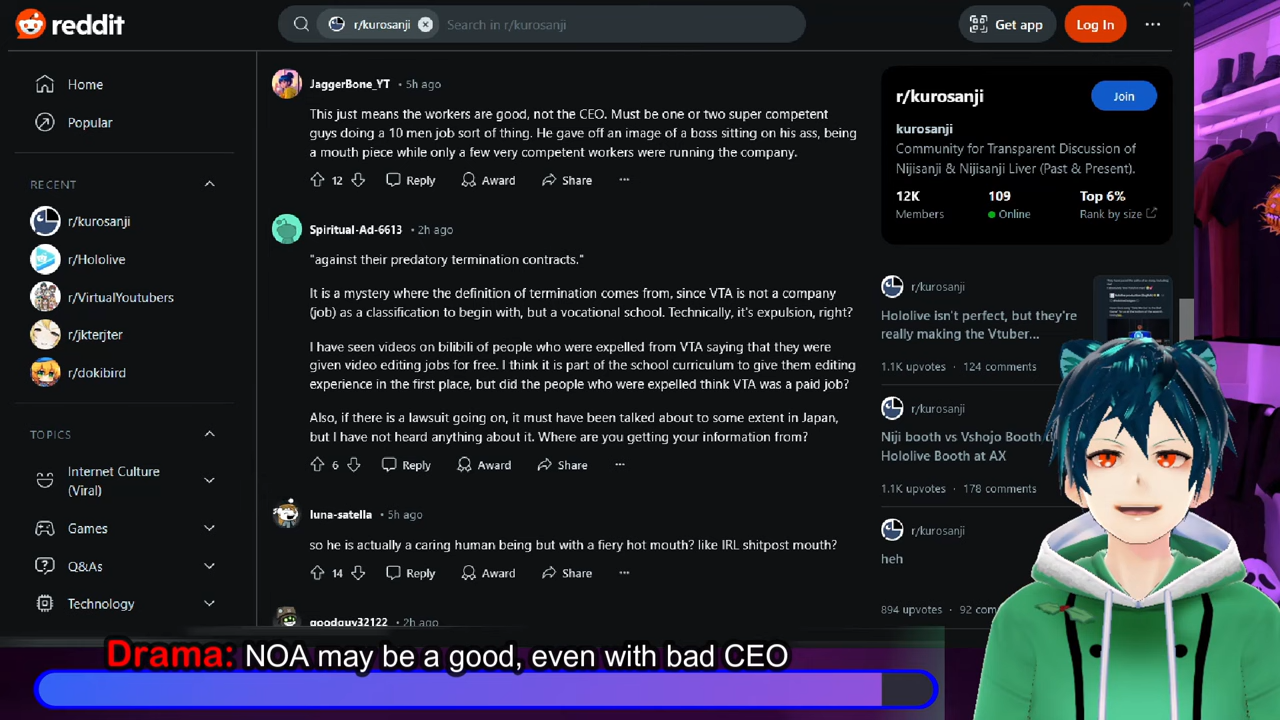 reddit
r/kurosanji
Search in r/kurosanji
Get app
Log In
Home
Popular
RECENT
r/kurosanji
r/Hololive
r/VirtualYoutubers
r/jkterjter
r/dokibird
TOPICS
Internet Culture
(Viral)
Games
Q&As
Technology
JaggerBone_YT • 5h ago
This just means the workers are good, not the CEO. Must be one or two super competent
guys doing a 10 men job sort of thing. He gave off an image of a boss sitting on his ass, being
a mouth piece while only a few very competent workers were running the company.
12 Reply Award Share
Spiritual-Ad-6613 • 2h ago
"against their predatory termination contracts."
It is a mystery where the definition of termination comes from, since VTA is not a company
(job) as a classification to begin with, but a vocational school. Technically, it's expulsion, right?
I have seen videos on bilibili of people who were expelled from VTA saying that they were
given video editing jobs for free. I think it is part of the school curriculum to give them editing
experience in the first place, but did the people who were expelled think VTA was a paid job?
Also, if there is a lawsuit going on, it must have been talked about to some extent in Japan,
but I have not heard anything about it. Where are you getting your information from?
6 Reply Award Share
luna-satella • 5h ago
so he is actually a caring human being but with a fiery hot mouth? like IRL shitpost mouth?
14 Reply Award Share
goodguy32122 • 2h ago
r/kurosanji
Join
kurosanji
Community for Transparent Discussion of
Nijisanji & Nijisanji Liver (Past & Present).
12K 109 Top 6%
Members Online Rank by size
r/kurosanji
Hololive isn't perfect, but they're
really making the Vtuber...
1.1K upvotes • 124 comments
r/kurosanji
Niji booth vs Vshojo Booth
Hololive Booth at AX
1.1K upvotes • 178 comments
r/kurosanji
heh
894 upvotes • 92
Drama: NOA may be a good, even with bad CEO